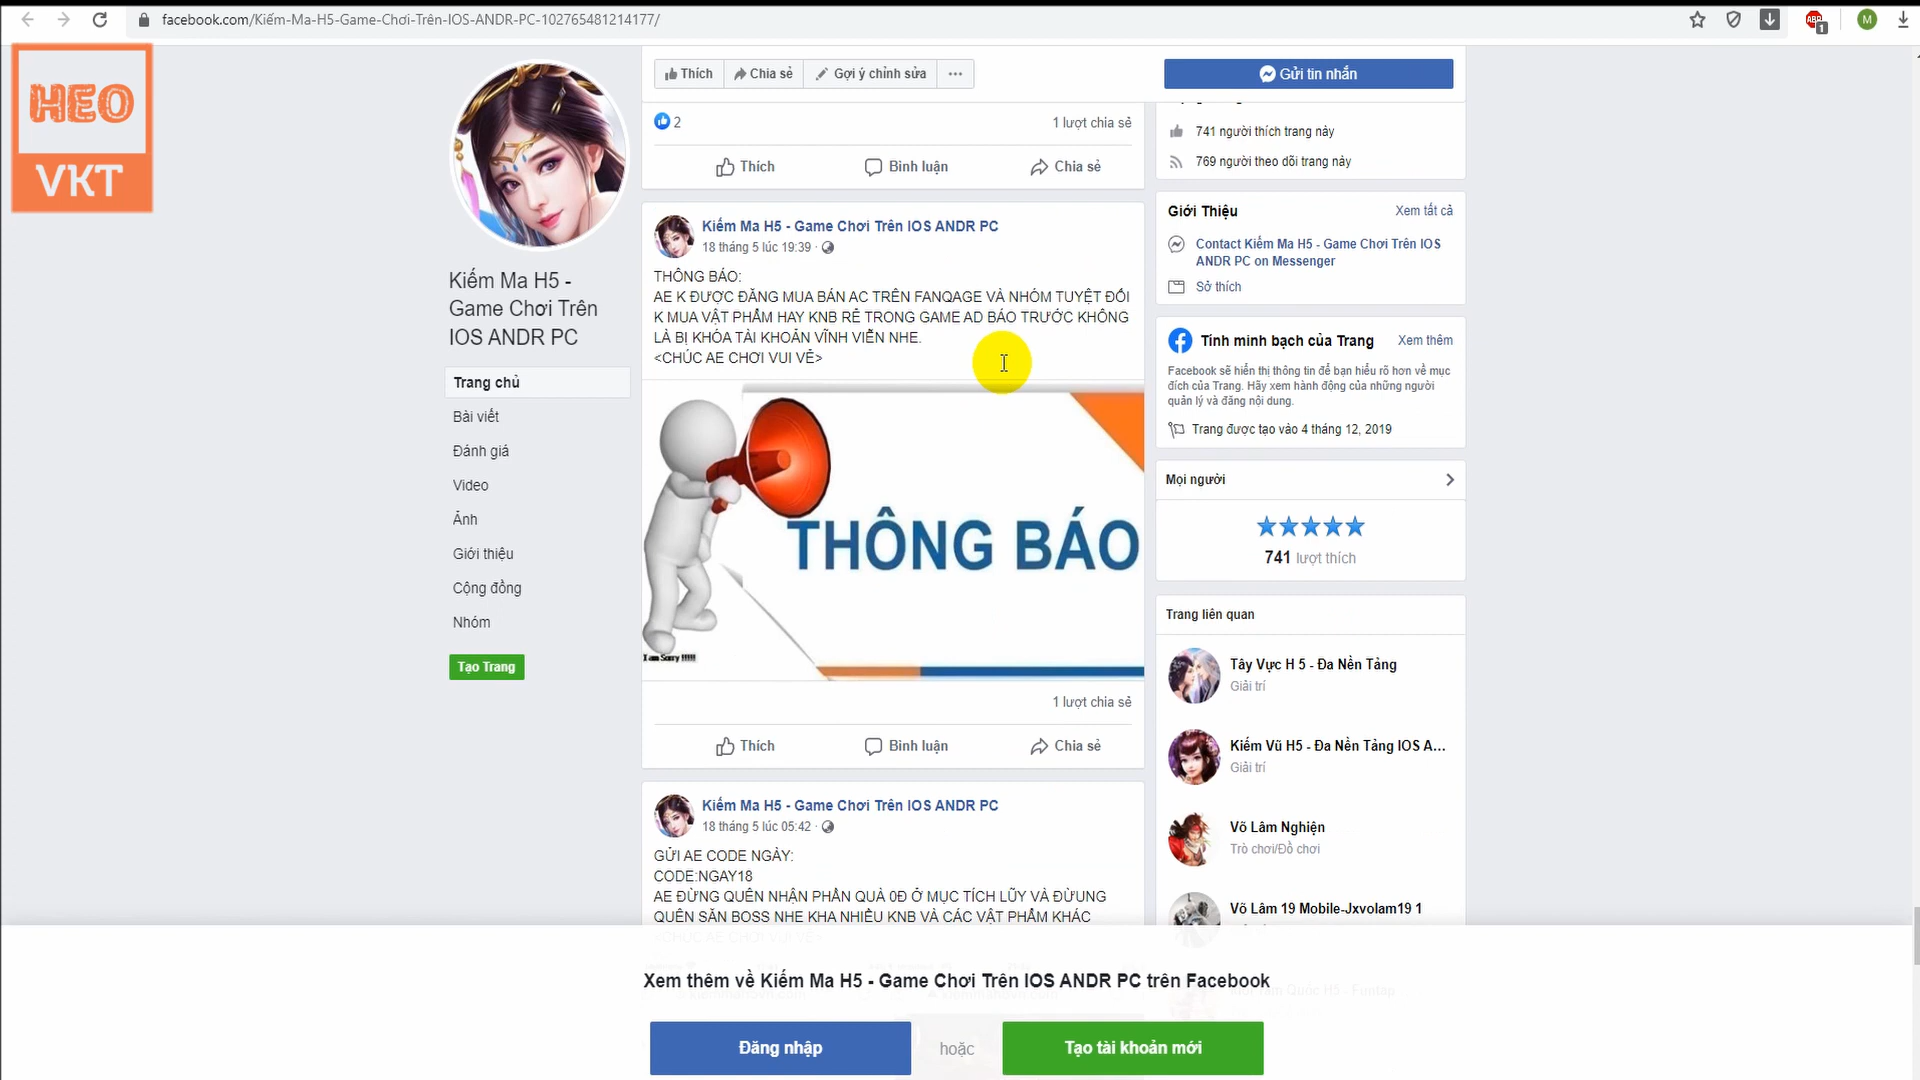 facebook.com/Kiếm-Ma-H5-Game-Chơi-Trên-IOS-ANDR-PC-102765481214177/
ABP
1
M
HEO
VKT
Thích
Chia sẻ
Gợi ý chỉnh sửa
Gửi tin nhắn
2
1 lượt chia sẻ
Thích
Bình luận
Chia sẻ
741 người thích trang này
769 người theo dõi trang này
Kiếm Ma H5 -
Game Chơi Trên
IOS ANDR PC
Trang chủ
Bài viết
Đánh giá
Video
Ảnh
Giới thiệu
Cộng đồng
Nhóm
Tạo Trang
Kiếm Ma H5 - Game Chơi Trên IOS ANDR PC
18 tháng 5 lúc 19:39 ·
THÔNG BÁO:
AE K ĐƯỢC ĐĂNG MUA BÁN AC TRÊN FANQAGE VÀ NHÓM TUYỆT ĐỐI
K MUA VẬT PHẨM HAY KNB RẺ TRONG GAME AD BÁO TRƯỚC KHÔNG
LÀ BỊ KHÓA TÀI KHOẢN VĨNH VIỄN NHE.
<CHÚC AE CHƠI VUI VẺ>
THÔNG BÁO
I am Sorry !!!!!
1 lượt chia sẻ
Thích
Bình luận
Chia sẻ
Kiếm Ma H5 - Game Chơi Trên IOS ANDR PC
18 tháng 5 lúc 05:42 ·
GỬI AE CODE NGÀY:
CODE:NGAY18
AE ĐỪNG QUÊN NHẬN PHẦN QUÀ 0Đ Ở MỤC TÍCH LŨY VÀ ĐỪUNG
QUÊN SĂN BOSS NHE KHA NHIỀU KNB VÀ CÁC VẬT PHẨM KHÁC
<CHÚC AE CHƠI VUI VẺ>
Giới Thiệu
Xem tất cả
Contact Kiếm Ma H5 - Game Chơi Trên IOS
ANDR PC on Messenger
Sở thích
Tính minh bạch của Trang
Xem thêm
Facebook sẽ hiển thị thông tin để bạn hiểu rõ hơn về mục
đích của Trang. Hãy xem hành động của những người
quản lý và đăng nội dung.
Trang được tạo vào 4 tháng 12, 2019
Mọi người
741 lượt thích
Trang liên quan
Tây Vực H 5 - Đa Nền Tảng
Giải trí
Kiếm Vũ H5 - Đa Nền Tảng IOS A...
Giải trí
Võ Lâm Nghiện
Trò chơi/Đồ chơi
Võ Lâm 19 Mobile-Jxvolam19 1
Xem thêm về Kiếm Ma H5 - Game Chơi Trên IOS ANDR PC trên Facebook
Đăng nhập
hoặc
Tạo tài khoản mới